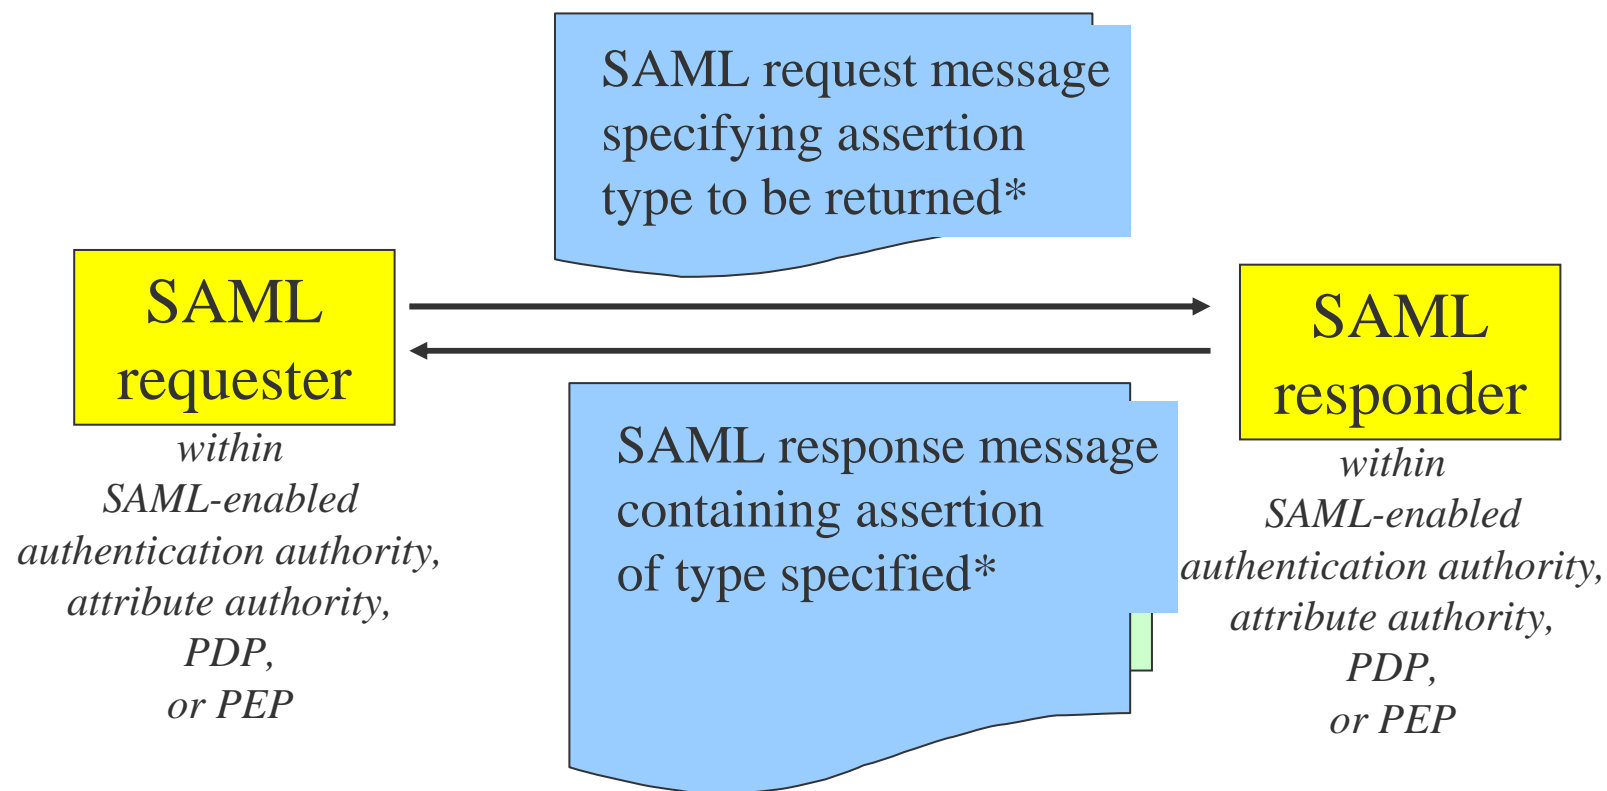 SAML request message
specifying assertion
type to be returned*
SAML
requester
within
SAML-enabled
authentication authority,
attribute authority,
PDP,
or PEP
SAML
responder
within
SAML-enabled
authentication authority,
attribute authority,
PDP,
or PEP
SAML response message
containing assertion
of type specified*